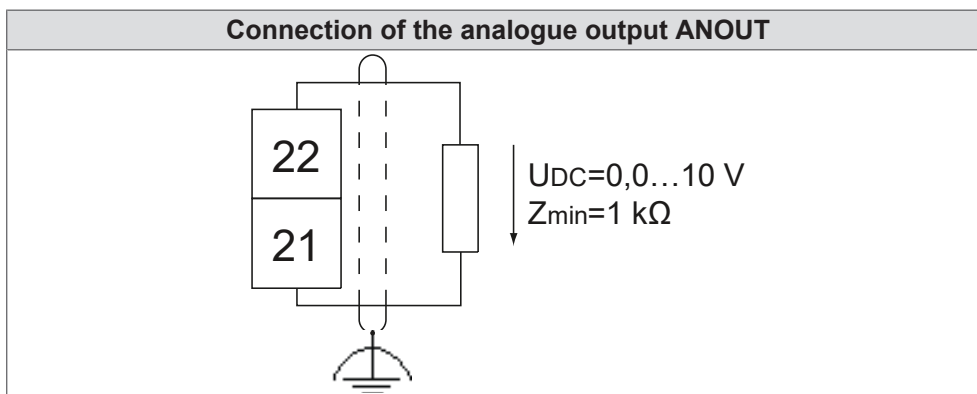 Connection of the analogue output ANOUT
22
21
UDC=0,0...10 V
Zmin=1 kΩ